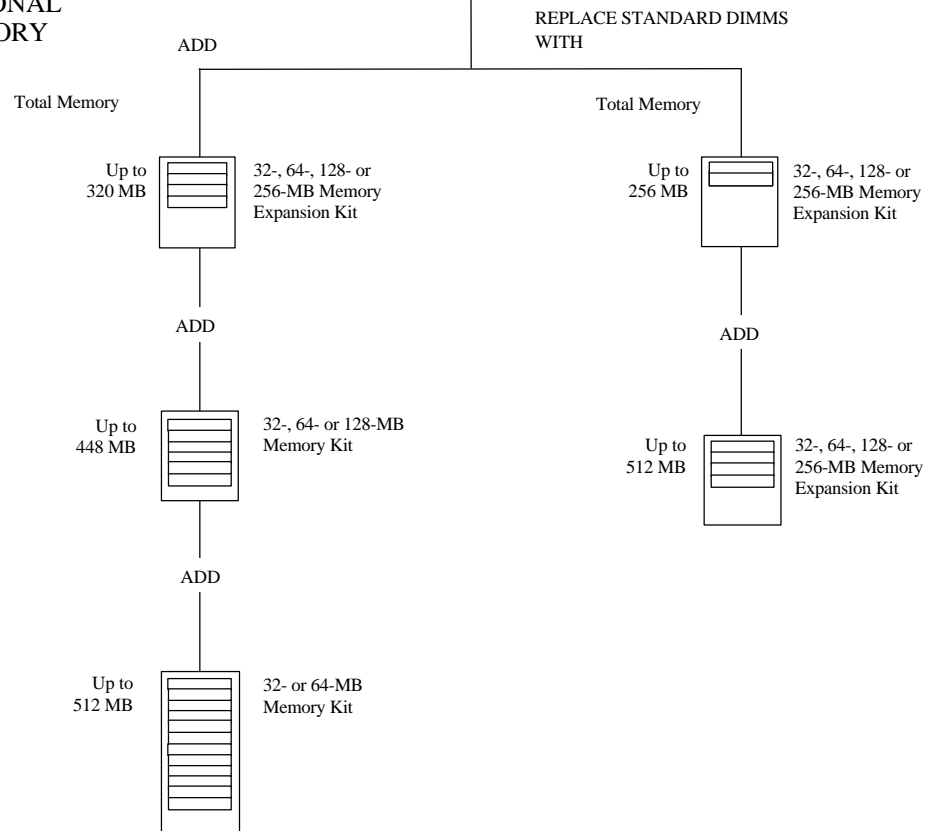 ONAL
ORY
ADD
REPLACE STANDARD DIMMS
WITH
Total Memory
Total Memory
Up to
320 MB
32-, 64-, 128- or
256-MB Memory
Expansion Kit
Up to
256 MB
32-, 64-, 128- or
256-MB Memory
Expansion Kit
ADD
ADD
Up to
448 MB
32-, 64- or 128-MB
Memory Kit
Up to
512 MB
32-, 64-, 128- or
256-MB Memory
Expansion Kit
ADD
Up to
512 MB
32- or 64-MB
Memory Kit